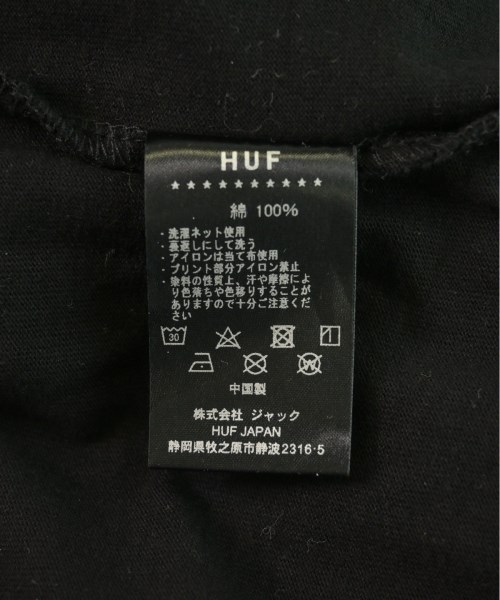 HUF
★★★★★★★★★★
綿 100%
・洗濯ネット使用
・裏返しにして洗う
・アイロンは当て布使用
・プリント部分アイロン禁止
・染料の性質上、汗や摩擦によ
り色落ちや色移りすることが
ありますので十分ご注意くだ
さい
30
中国製
株式会社 ジャック
HUF JAPAN
静岡県牧之原市静波2316-5